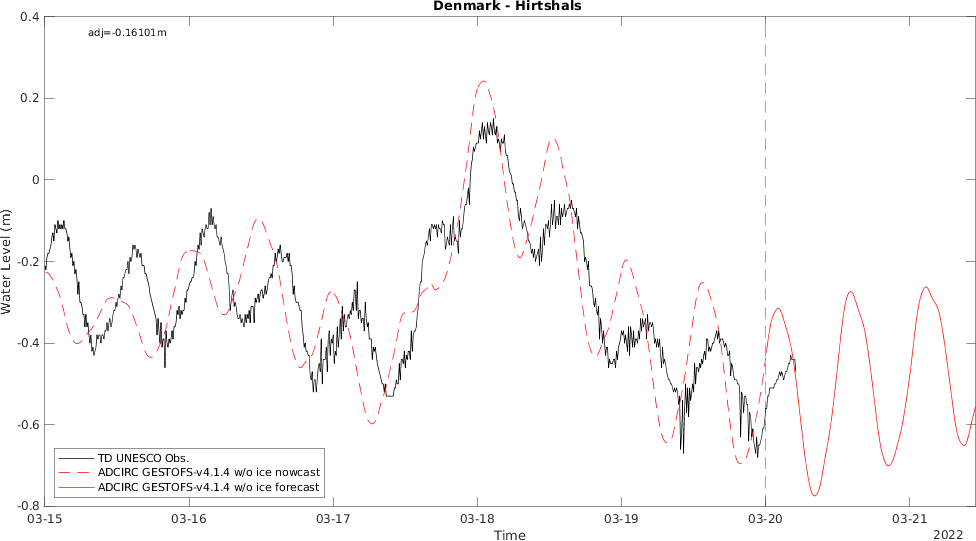 Denmark - Hirtshals
adj=-0.16101m
0.4
0.2
0
-0.2
-0.4
-0.6
-0.8
Water Level (m)
TD UNESCO Obs.
ADCIRC GESTOFS-v4.1.4 w/o ice nowcast
ADCIRC GESTOFS-v4.1.4 w/o ice forecast
03-15 03-16 03-17 03-18 03-19 03-20 03-21
Time
2022